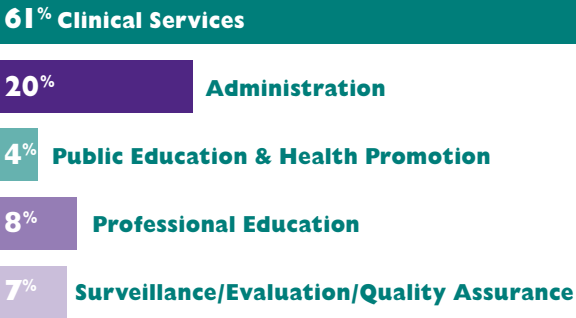 61% Clinical Services
20% Administration
4% Public Education & Health Promotion
8% Professional Education
7% Surveillance/Evaluation/Quality Assurance